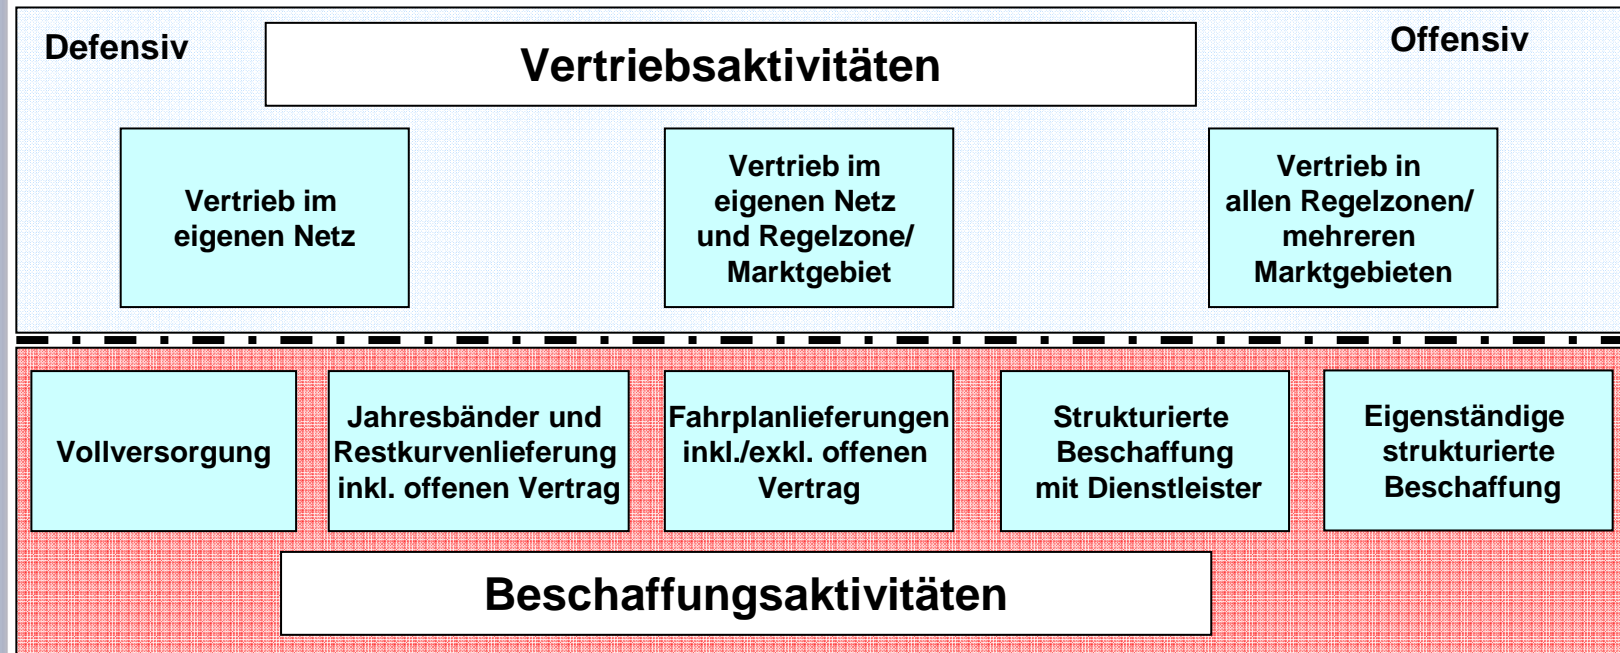 Defensiv
Vertriebsaktivitäten
Offensiv
Vertrieb im
eigenen Netz
Vertrieb im
eigenen Netz
und Regelzone/
Marktgebiet
Vertrieb in
allen Regelzonen/
mehreren
Marktgebieten
Vollversorgung
Jahresbänder und
Restkurvenlieferung
inkl. offenen Vertrag
Fahrplanlieferungen
inkl./exkl. offenen
Vertrag
Strukturierte
Beschaffung
mit Dienstleister
Eigenständige
strukturierte
Beschaffung
Beschaffungsaktivitäten